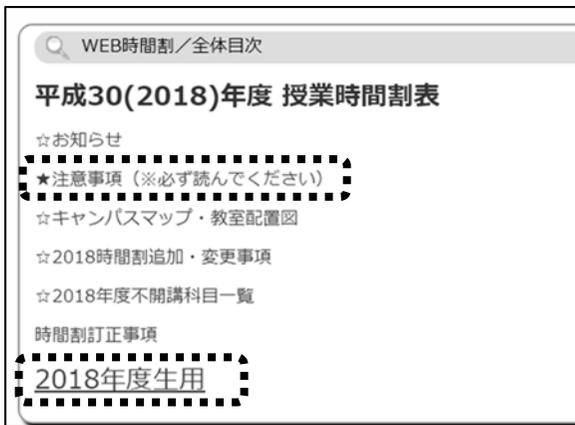 WEB時間割／全体目次
平成30(2018)年度 授業時間割表
☆お知らせ
★注意事項（※必ず読んでください）
☆キャンパスマップ・教室配置図
☆2018時間割追加・変更事項
☆2018年度不開講科目一覧
時間割訂正事項
2018年度生用